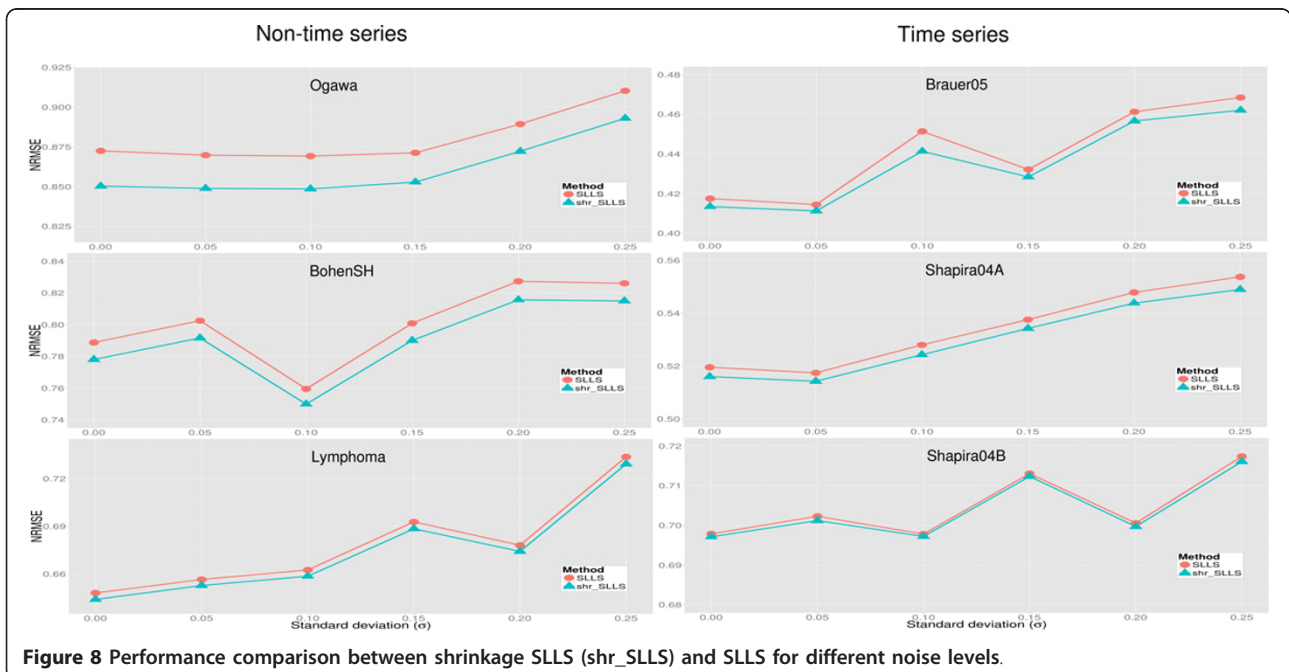 Non-time series
Time series
Ogawa
NRMSE
0.925
0.900
0.875
0.850
0.825
Method
SLLS
shr_SLLS
0.00 0.05 0.10 0.15 0.20 0.25
BohenSH
NRMSE
0.84
0.82
0.80
0.78
0.76
0.74
Method
SLLS
shr_SLLS
0.00 0.05 0.10 0.15 0.20 0.25
Lymphoma
NRMSE
0.72
0.69
0.66
Method
SLLS
shr_SLLS
0.00 0.05 0.10 0.15 0.20 0.25
Standard deviation (σ)
Brauer05
0.48
0.46
0.44
0.42
0.40
Method
SLLS
shr_SLLS
0.00 0.05 0.10 0.15 0.20 0.25
Shapira04A
0.56
0.54
0.52
0.50
Method
SLLS
shr_SLLS
0.00 0.05 0.10 0.15 0.20 0.25
Shapira04B
0.72
0.71
0.70
0.69
0.68
Method
SLLS
shr_SLLS
0.00 0.05 0.10 0.15 0.20 0.25
Standard deviation (σ)
Figure 8 Performance comparison between shrinkage SLLS (shr_SLLS) and SLLS for different noise levels.